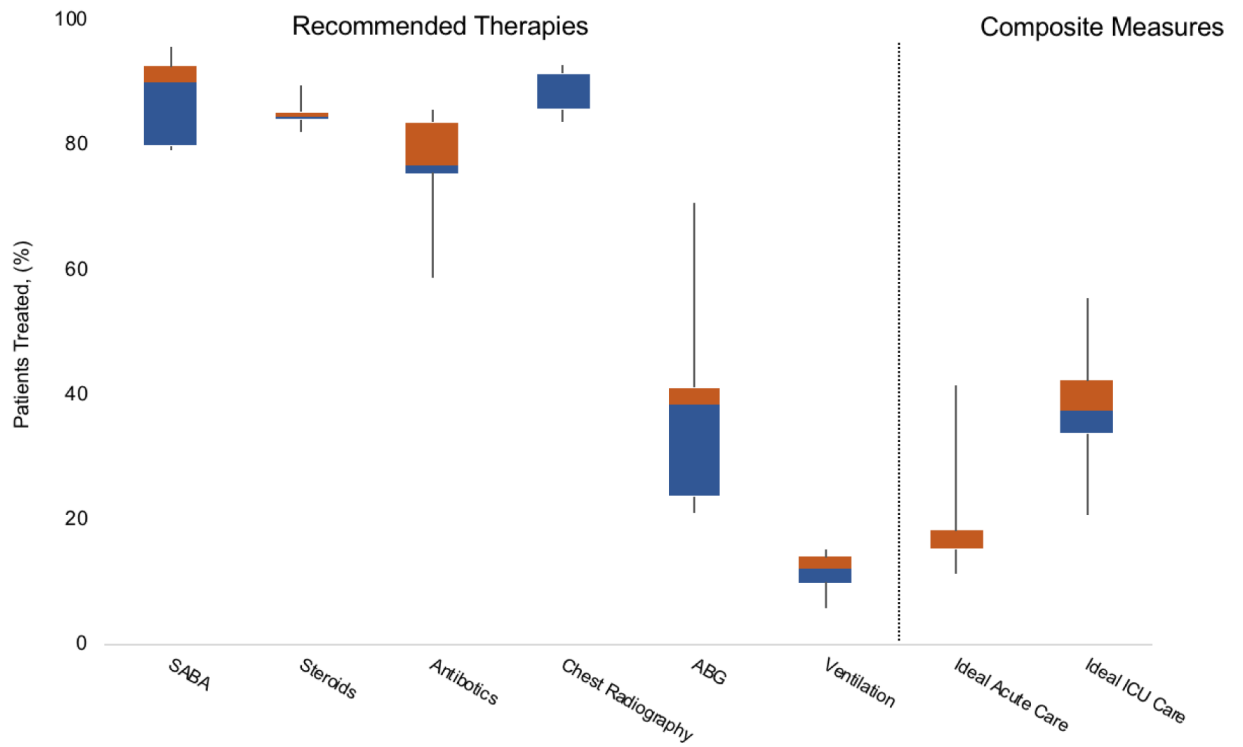 Recommended Therapies
Composite Measures
Patients Treated, (%)
100
80
60
40
20
0
SABA
Steroids
Antibotics
Chest Radiography
ABG
Ventilation
Ideal Acute Care
Ideal ICU Care